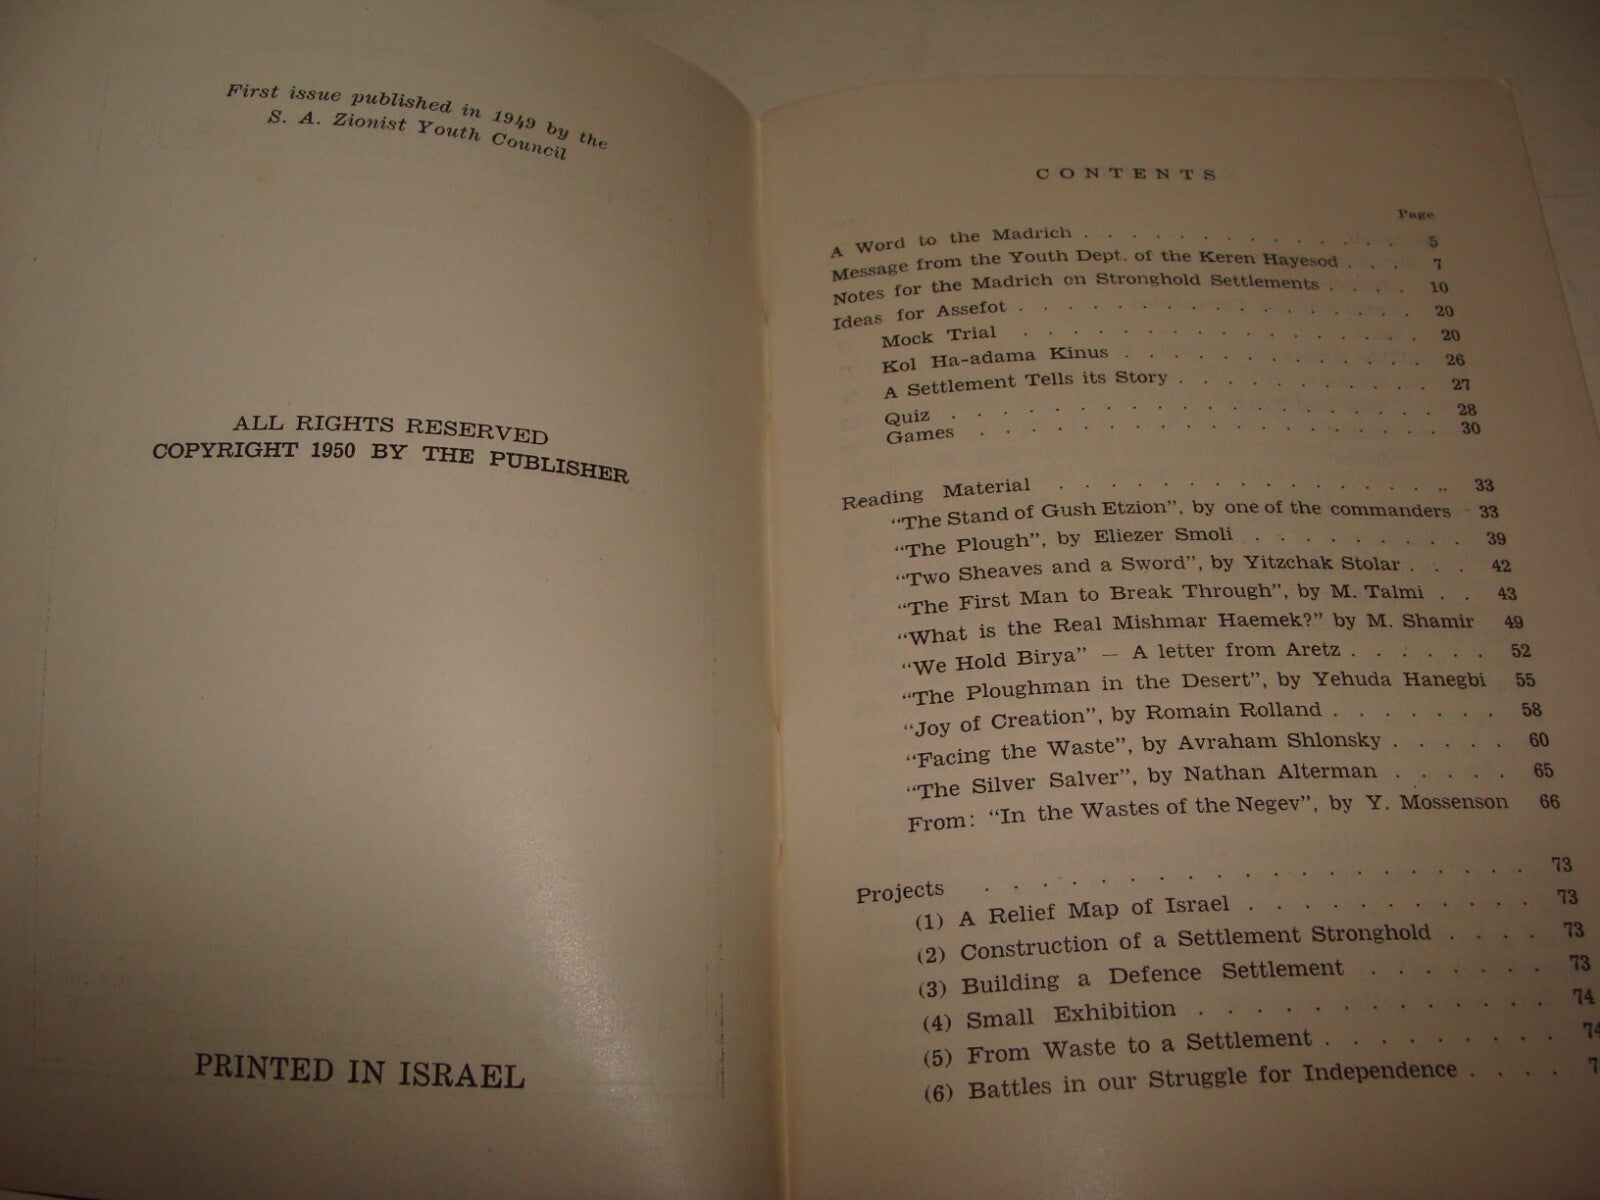 First issue published in 1949 by the
S. A. Zionist Youth Council
ALL RIGHTS RESERVED
COPYRIGHT 1950 BY THE PUBLISHER
PRINTED IN ISRAEL
CONTENTS
Page
A Word to the Madrich . . . . . . . . . . . . . 5
Message from the Youth Dept. of the Keren Hayesod . . . 7
Notes for the Madrich on Stronghold Settlements . . . . 10
Ideas for Assefot . . . . . . . . . . . . . . . . 20
Mock Trial . . . . . . . . . . . . . . . 20
Kol Ha-adama Kinus . . . . . . . . . . . . . 26
A Settlement Tells its Story . . . . . . . . . . . 27
Quiz . . . . . . . . . . . . . . . . . . . 28
Games . . . . . . . . . . . . . . . . . . 30
Reading Material . . . . . . . . . . . . . . .. 33
"The Stand of Gush Etzion", by one of the commanders 33
"The Plough", by Eliezer Smoli . . . . . . . . . 39
"Two Sheaves and a Sword", by Yitzchak Stolar . . . 42
"The First Man to Break Through", by M. Talmi . . 43
"What is the Real Mishmar Haemek?" by M. Shamir 49
"We Hold Birya" — A letter from Aretz . . . . . . 52
"The Ploughman in the Desert", by Yehuda Hanegbi 55
"Joy of Creation", by Romain Rolland . . . . . . . 58
"Facing the Waste", by Avraham Shlonsky . . . . . 60
"The Silver Salver", by Nathan Alterman . . . . . 65
From: "In the Wastes of the Negev", by Y. Mossenson 66
Projects . . . . . . . . . . . . . . . . . . . 73
(1) A Relief Map of Israel . . . . . . . . . . . 73
(2) Construction of a Settlement Stronghold . . . . 73
(3) Building a Defence Settlement . . . . . . . 73
(4) Small Exhibition . . . . . . . . . . . . . 74
(5) From Waste to a Settlement . . . . . . . . .
(6) Battles in our Struggle for Independence . . . .